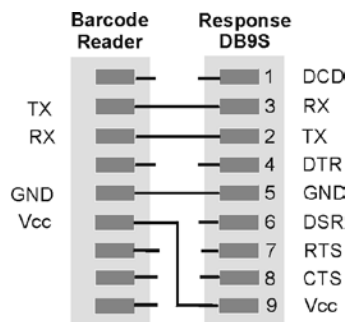 Barcode Reader
Response DB9S
1 DCD
TX 3 RX
RX 2 TX
4 DTR
GND 5 GND
Vcc 6 DSR
7 RTS
8 CTS
9 Vcc